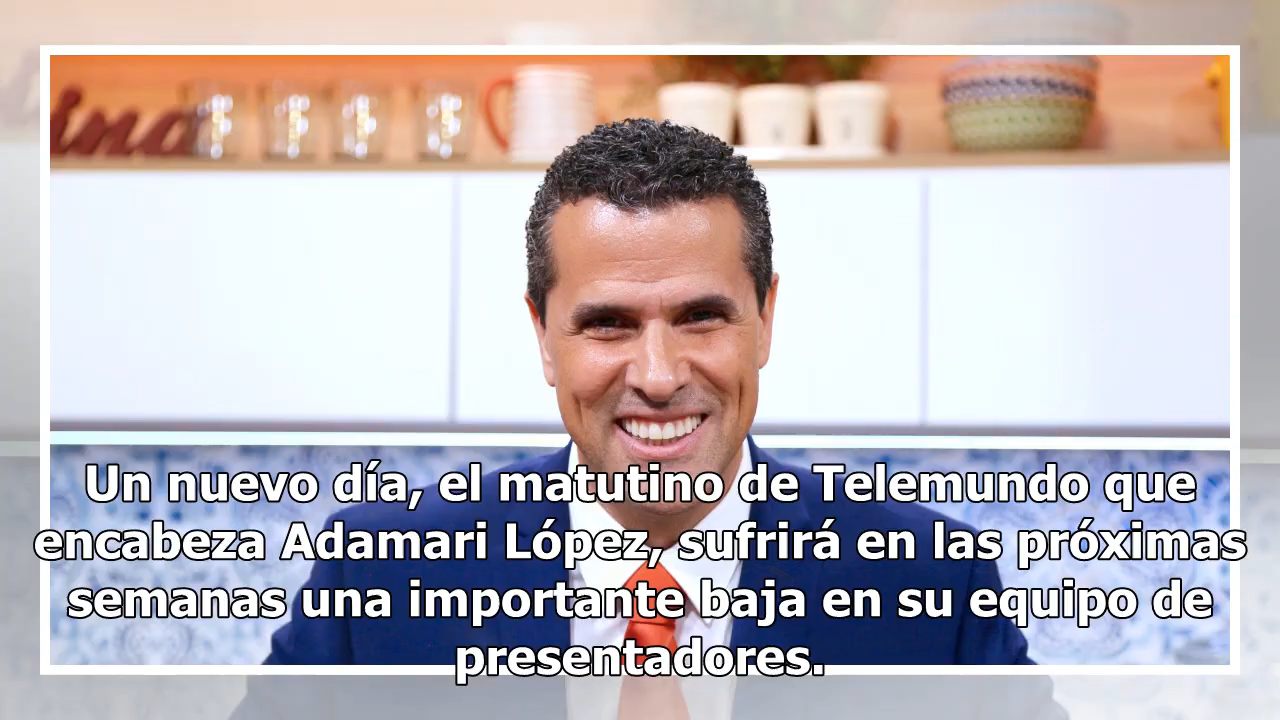 ina
Un nuevo día, el matutino de Telemundo que
encabeza Adamari López, sufrirá en las próximas
semanas una importante baja en su equipo de
presentadores.